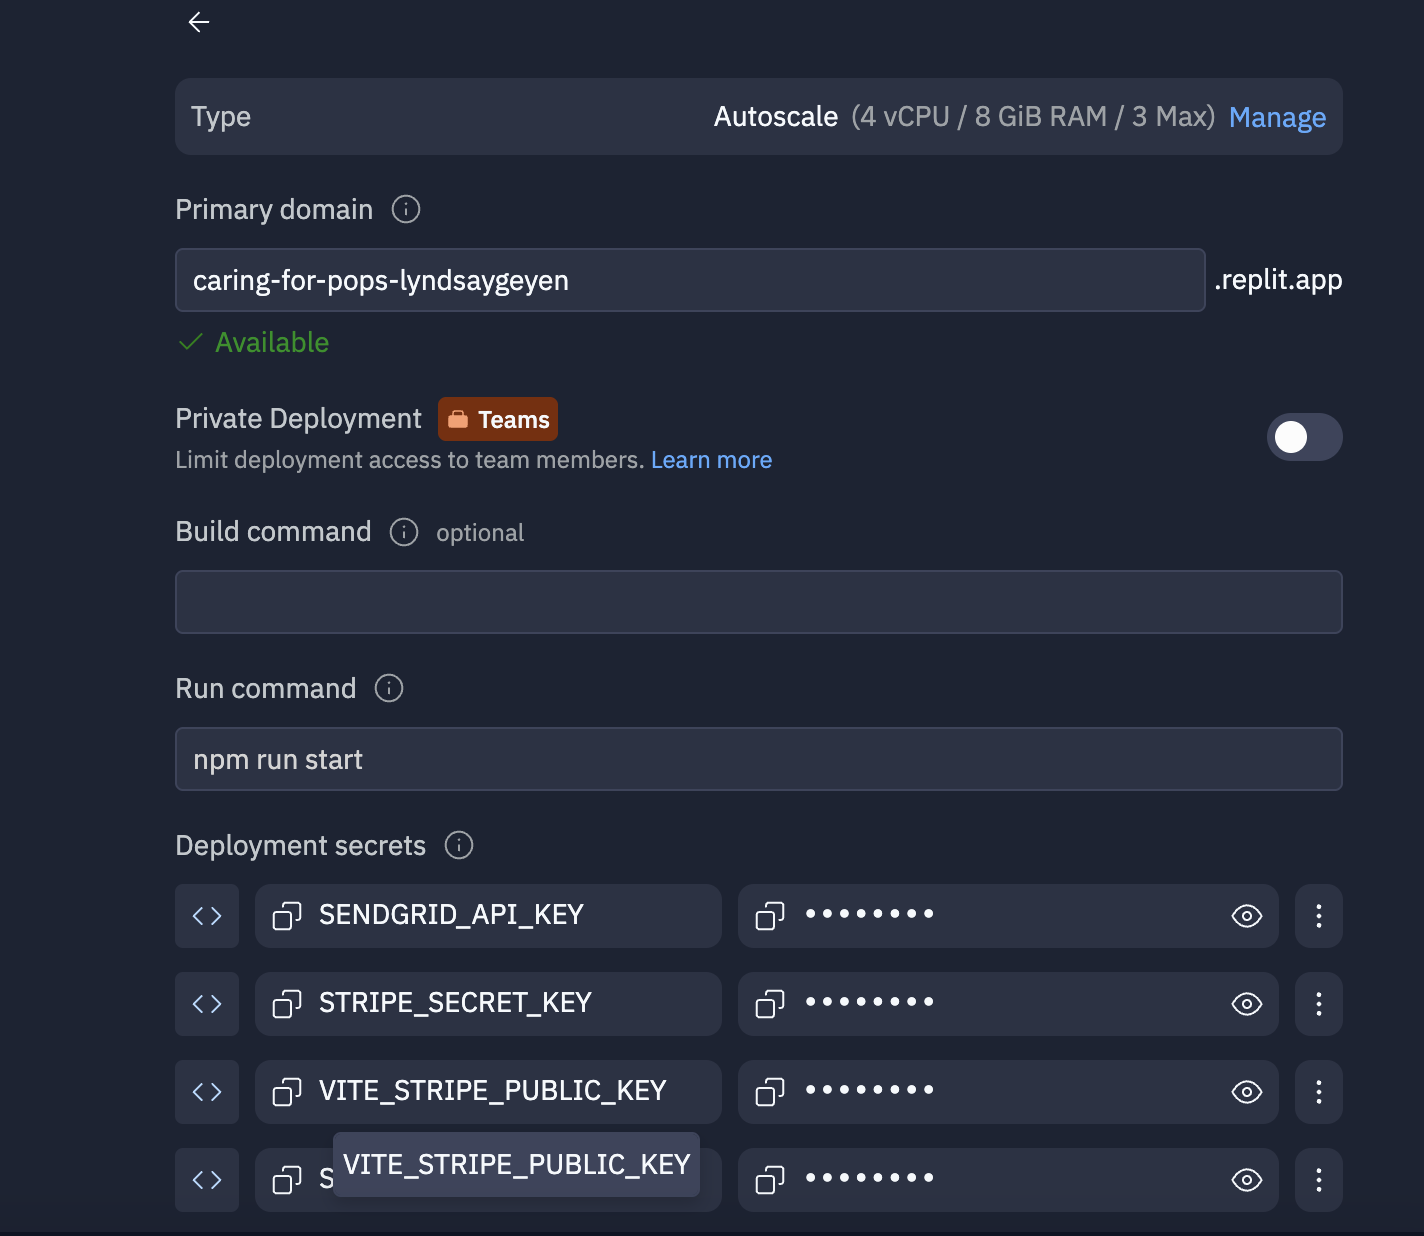 Type Autoscale (4 vCPU / 8 GiB RAM / 3 Max) Manage
Primary domain
caring-for-pops-lyndsaygeyen .replit.app
Available
Private Deployment Teams
Limit deployment access to team members. Learn more
Build command optional
Run command
npm run start
Deployment secrets
SENDGRID_API_KEY ••••••••
STRIPE_SECRET_KEY ••••••••
VITE_STRIPE_PUBLIC_KEY ••••••••
VITE_STRIPE_PUBLIC_KEY
••••••••